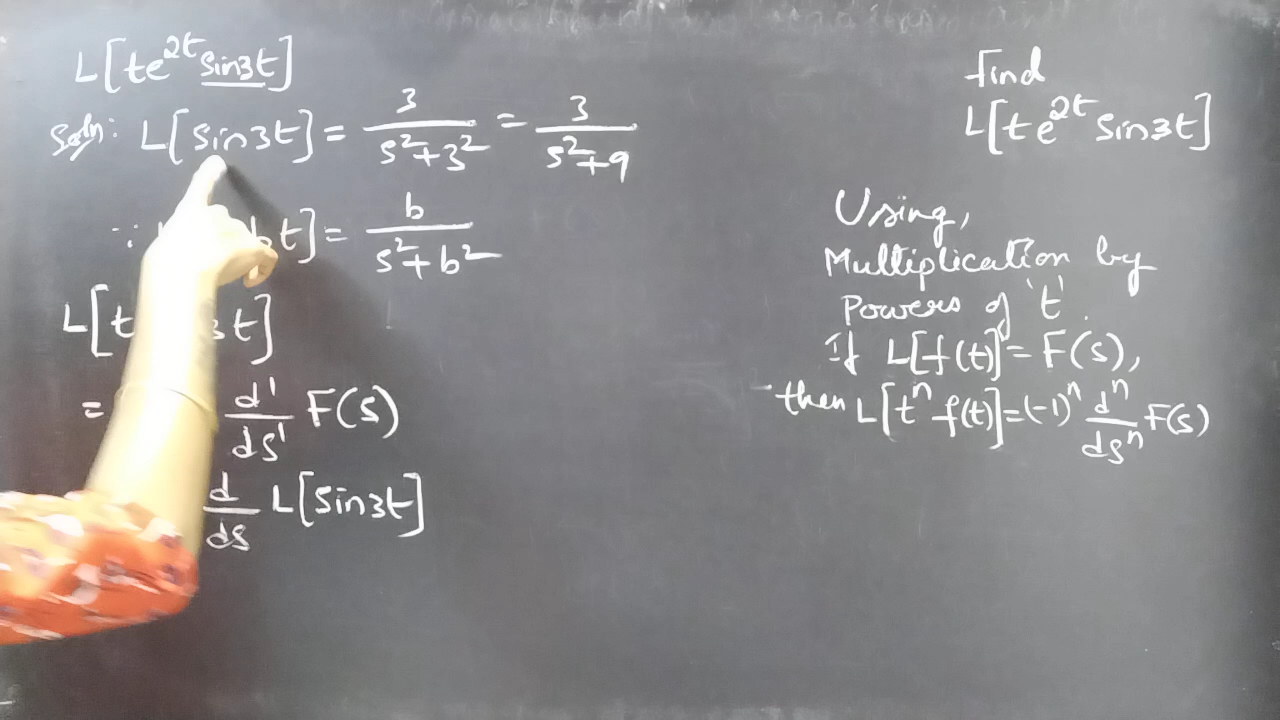 L[te^{2t} sin3t]
Soln: L[sin3t] = 3/(s²+3²) = 3/(s²+9)
∵ t] = b/(s²+b²)
L[t 3t]
= d¹/ds¹ F(s)
d/ds L[sin3t]
Find
L[te^{2t} sin3t]
Using,
Multiplication by
Powers of 't'.
If L[f(t)] = F(s),
then L[tⁿ f(t)] = (-1)ⁿ dⁿ/dsⁿ F(s)